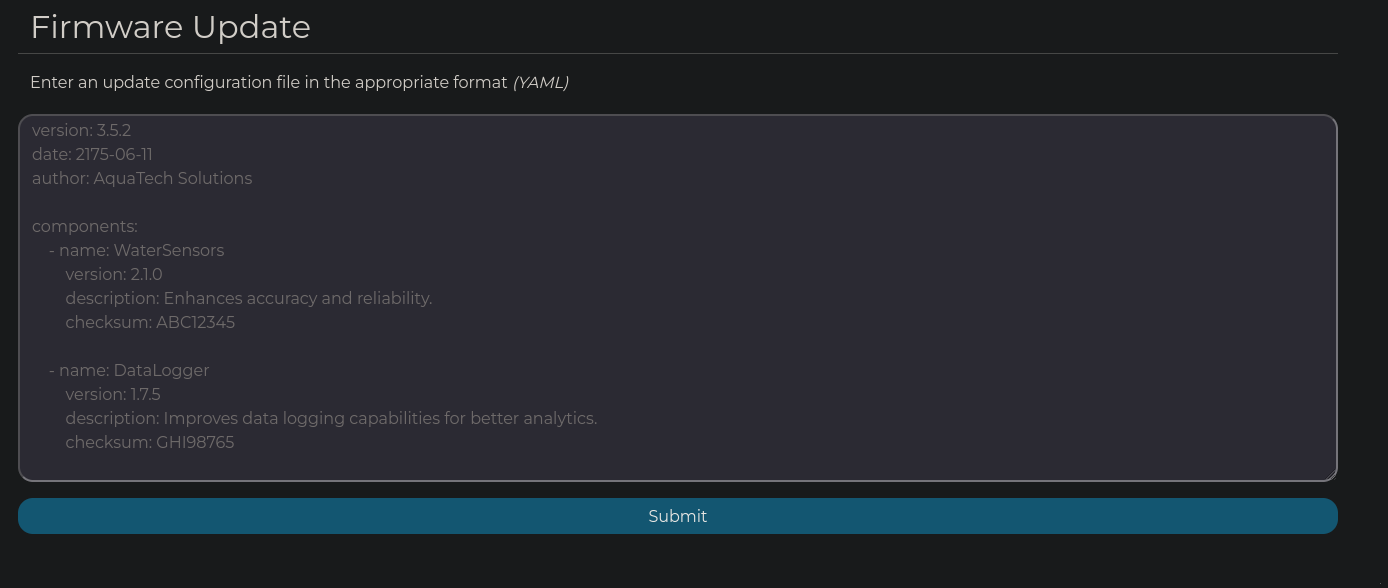 Firmware Update
Enter an update configuration file in the appropriate format (YAML)
version: 3.5.2
date: 2175-06-11
author: AquaTech Solutions
components:
- name: WaterSensors
version: 2.1.0
description: Enhances accuracy and reliability.
checksum: ABC12345
- name: DataLogger
version: 1.7.5
description: Improves data logging capabilities for better analytics.
checksum: GHI98765
Submit